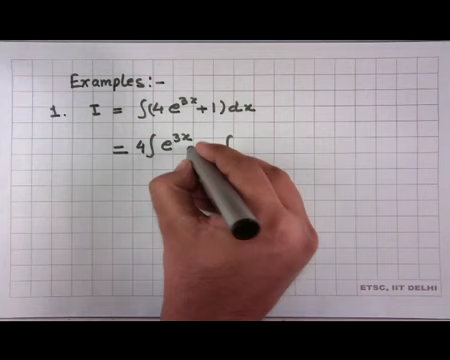 Examples:-
1. I = ∫(4e^{3x}+1)dx
= 4∫e^{3x} ∫
ETSC, IIT DELHI